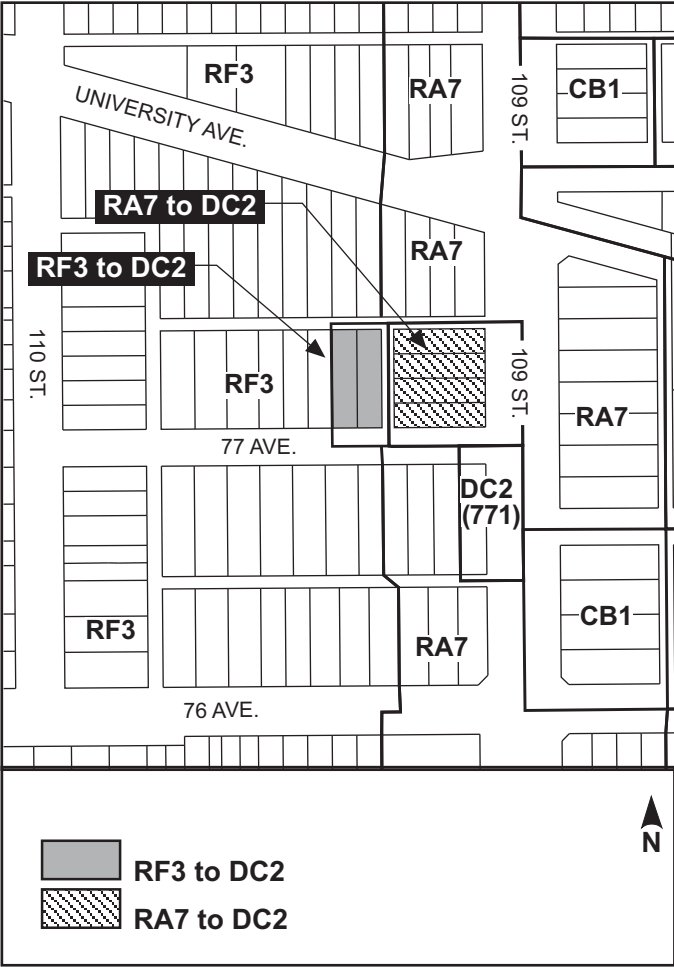 RF3
RA7
109 ST.
CB1
UNIVERSITY AVE.
RA7 to DC2
RA7
RF3 to DC2
110 ST.
RF3
109 ST.
RA7
77 AVE.
DC2
(771)
RF3
RA7
CB1
76 AVE.
N
RF3 to DC2
RA7 to DC2